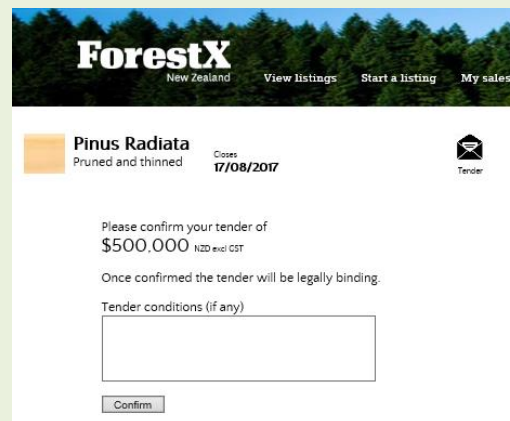 ForestX
New Zealand
View listings
Start a listing
My sales
Pinus Radiata
Pruned and thinned
Closes
17/08/2017
Tender
Please confirm your tender of
$500,000 NZD excl GST
Once confirmed the tender will be legally binding.
Tender conditions (if any)
Confirm